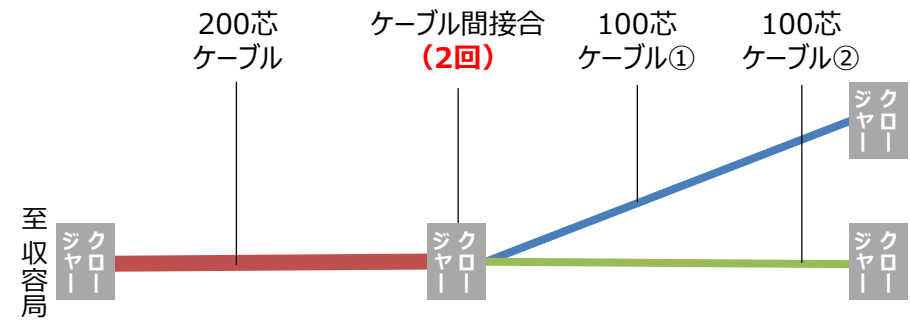 200芯
ケーブル
ケーブル間接合
（2回）
100芯
ケーブル①
100芯
ケーブル②
クロー
ジャー
至 収容局
クロー
ジャー
クロー
ジャー
クロー
ジャー